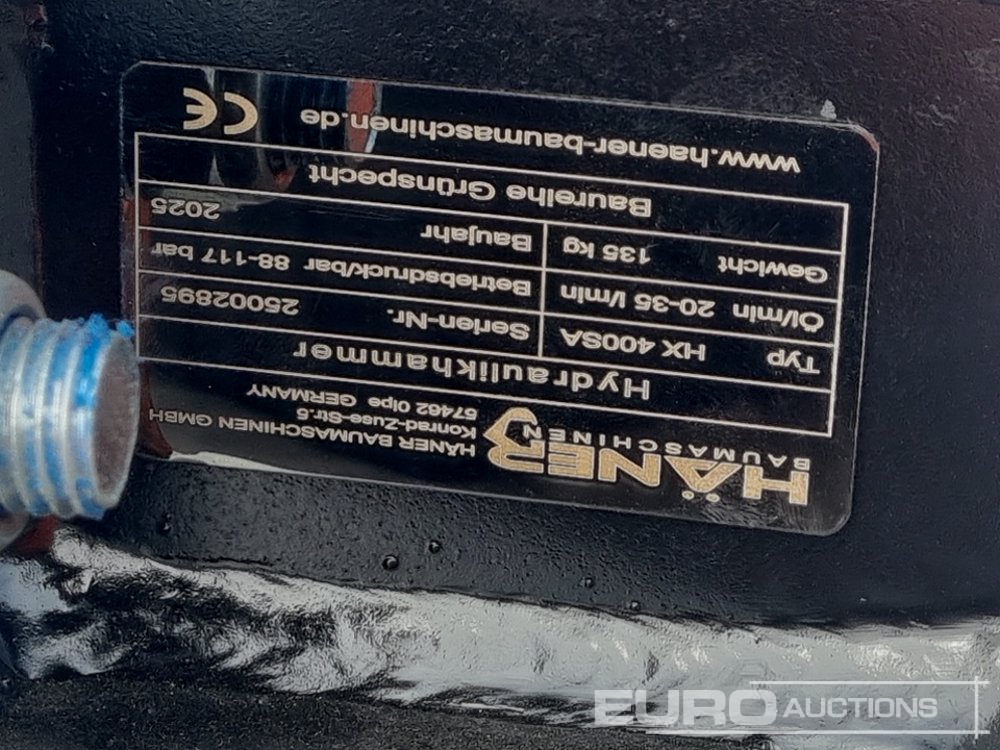 HÄNER
BAUMASCHINEN
HÄNER BAUMASCHINEN GMBH
Konrad-Zuse-Str.5
57462 Olpe GERMANY
Hydraulikhammer
Typ HX 400SA Serien-Nr. 25002895
Öl/min 20-35 l/min Betriebsdruck/bar 88-117 bar
Gewicht 135 kg Baujahr 2025
Baureihe Grünspecht
www.haener-baumaschinen.de CE
EURO AUCTIONS